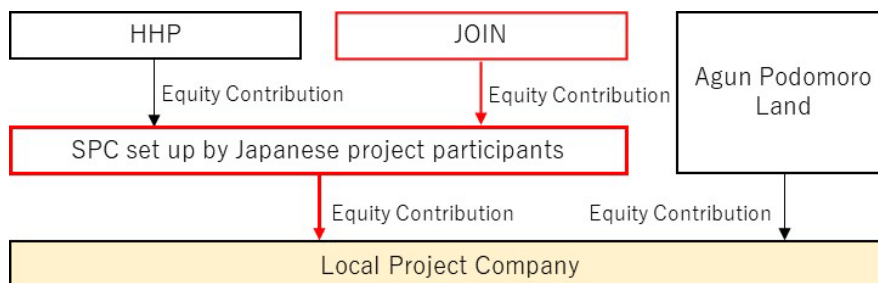 HHP
JOIN
Agun Podomoro
Land
Equity Contribution
Equity Contribution
SPC set up by Japanese project participants
Equity Contribution
Equity Contribution
Local Project Company